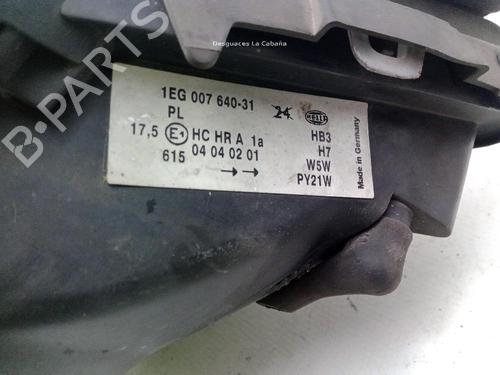 Desguaces La Cabaña
B-PARTS
1EG 007 640-31 24 HELLA
PL HB3
17,5 E1 HC HR A 1a H7
615 04 04 02 01 W5W
→→ PY21W
Made in Germany